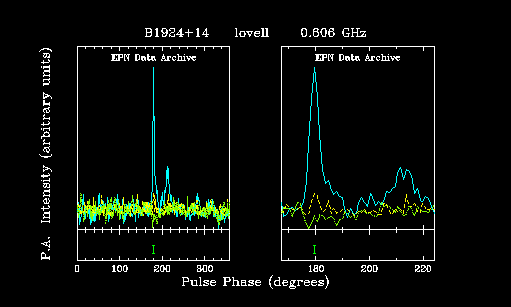 B1924+14 lovell 0.606 GHz
EPN Data Archive EPN Data Archive
P.A. Intensity (arbitrary units)
0 100 200 300 180 200 220
Pulse Phase (degrees)